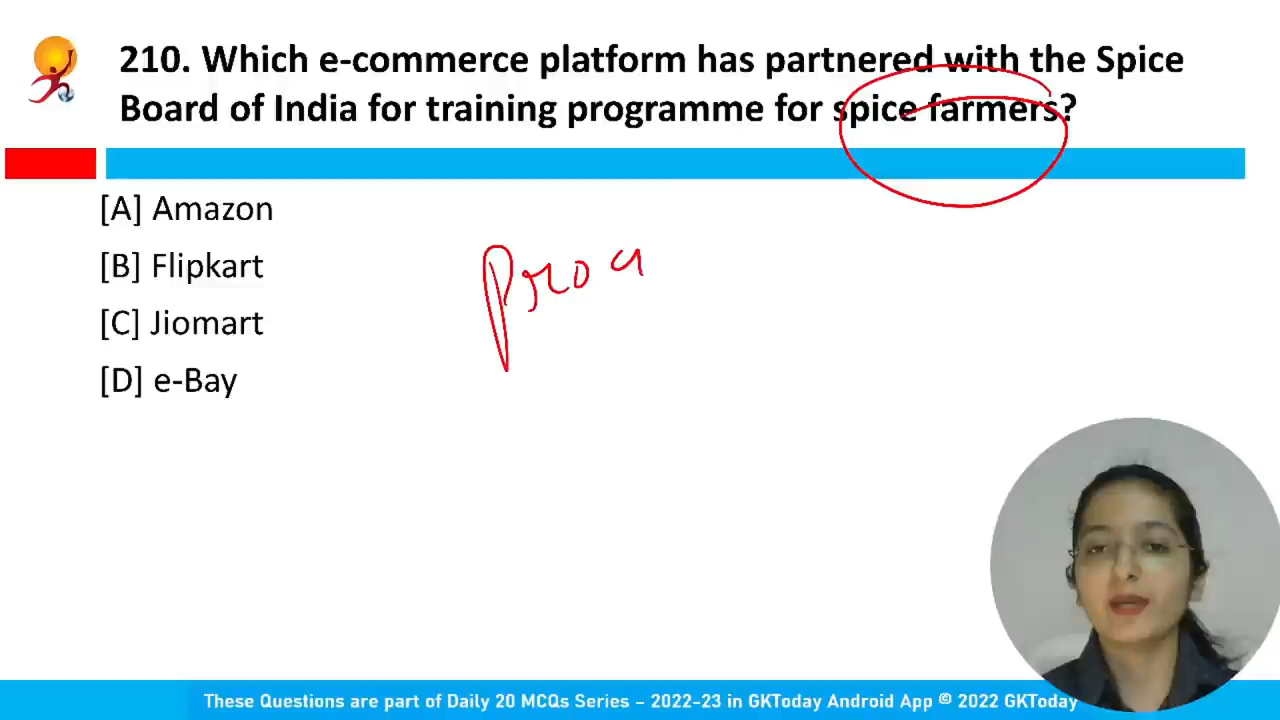 210. Which e-commerce platform has partnered with the Spice
Board of India for training programme for spice farmers?
[A] Amazon
[B] Flipkart
[C] Jiomart
[D] e-Bay
These Questions are part of Daily 20 MCQs Series – 2022-23 in GKToday Android App © 2022 GKToday